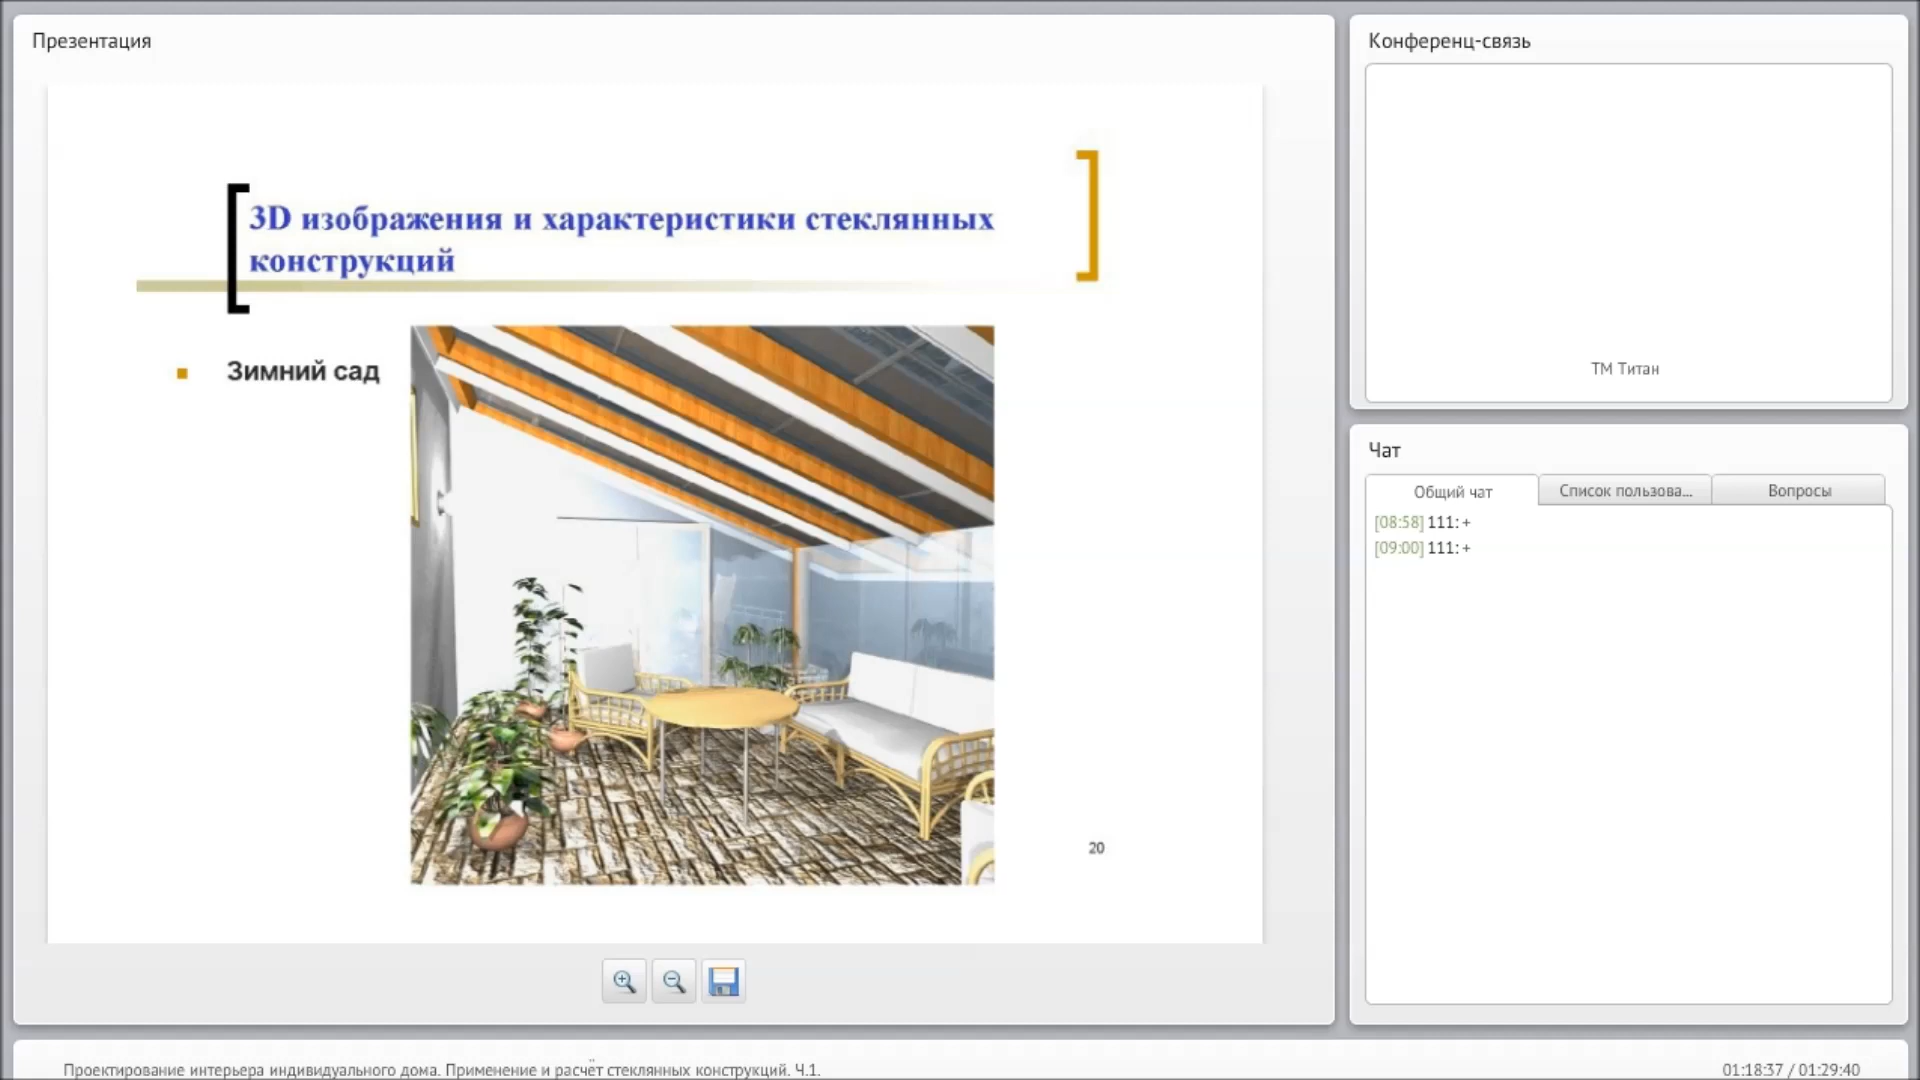 Презентация
3D изображения и характеристики стеклянных
конструкций
Зимний сад
20
Конференц-связь
ТМ Титан
Чат
Общий чат
Список пользова...
Вопросы
[08:58] 111: +
[09:00] 111: +
Проектирование интерьера индивидуального дома. Применение и расчёт стеклянных конструкций. Ч.1.
01:18:37 / 01:29:40